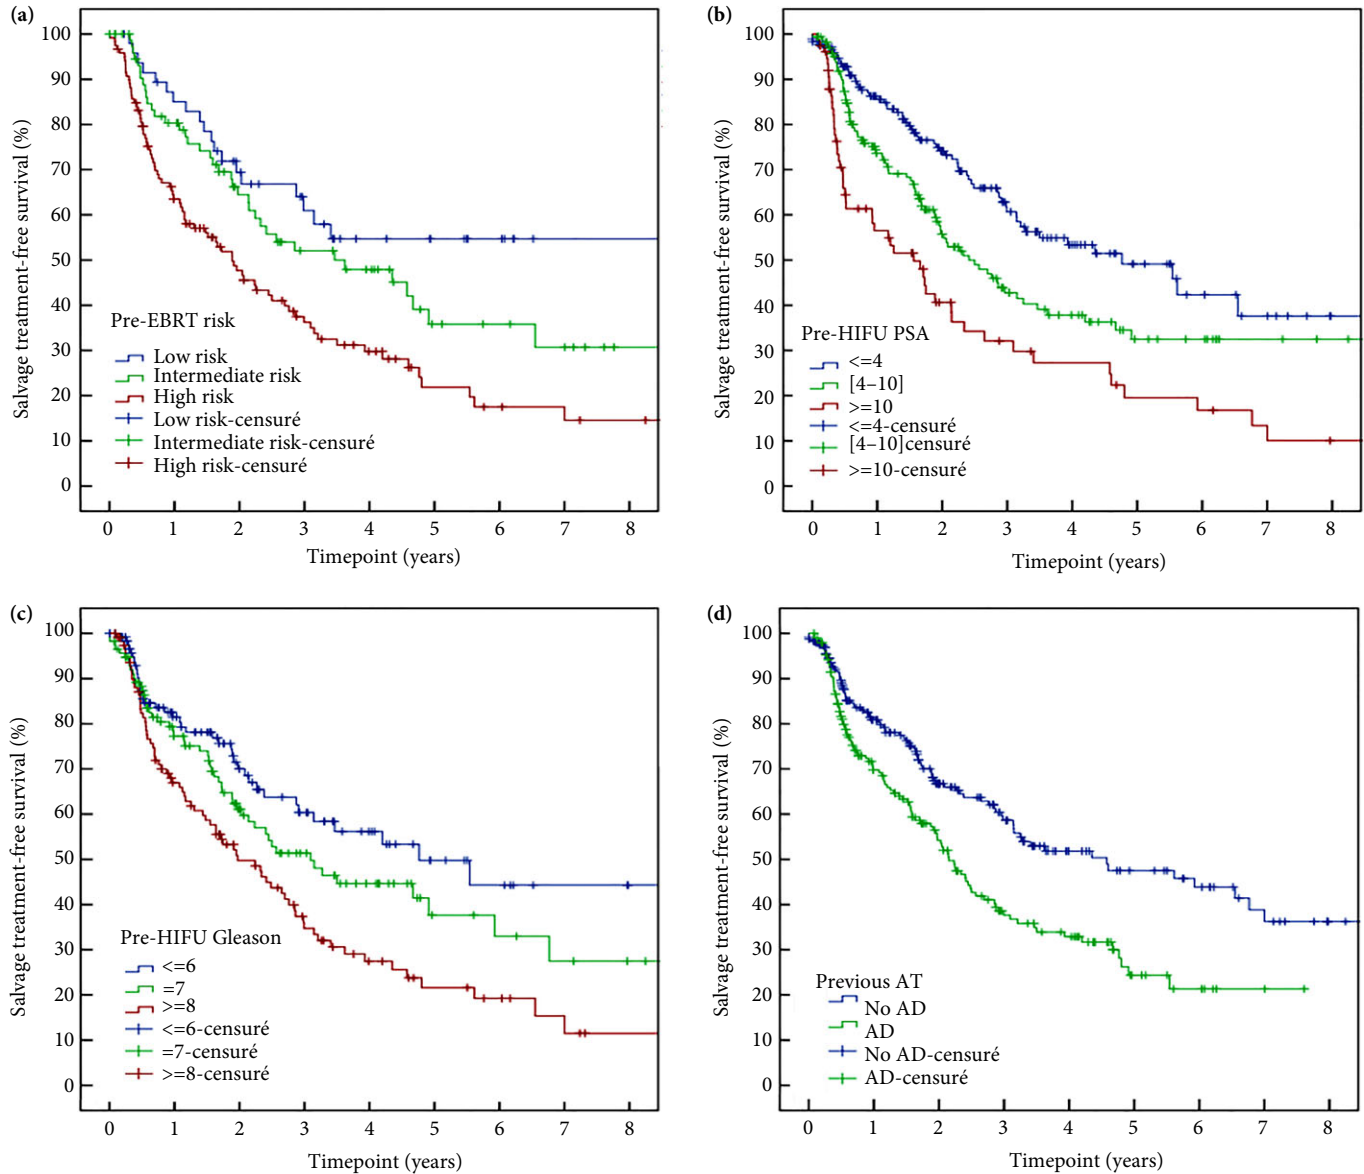 (a)
100
90
80
70
60
50
40
30
20
10
0
Salvage treatment-free survival (%)
Pre-EBRT risk
Low risk
Intermediate risk
High risk
Low risk-censuré
Intermediate risk-censuré
High risk-censuré
0 1 2 3 4 5 6 7 8
Timepoint (years)
(b)
100
90
80
70
60
50
40
30
20
10
0
Salvage treatment-free survival (%)
Pre-HIFU PSA
<=4
[4–10]
>=10
<=4-censuré
[4–10]censuré
>=10-censuré
0 1 2 3 4 5 6 7 8
Timepoint (years)
(c)
100
90
80
70
60
50
40
30
20
10
0
Salvage treatment-free survival (%)
Pre-HIFU Gleason
<=6
=7
>=8
<=6-censuré
=7-censuré
>=8-censuré
0 1 2 3 4 5 6 7 8
Timepoint (years)
(d)
100
90
80
70
60
50
40
30
20
10
0
Salvage treatment-free survival (%)
Previous AT
No AD
AD
No AD-censuré
AD-censuré
0 1 2 3 4 5 6 7 8
Timepoint (years)